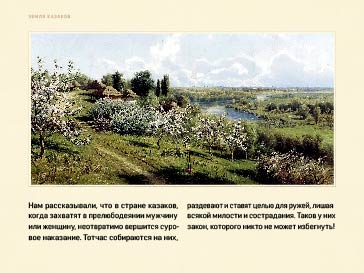 ЗЕМЛЯ КАЗАКОВ
Нам рассказывали, что в стране казаков,
когда захватят в прелюбодеянии мужчину
или женщину, неотвратимо вершится суро-
вое наказание. Тотчас собираются на них,
раздевают и ставят целью для ружей, лишая
всякой милости и сострадания. Таков у них
закон, которого никто не может избегнуть!